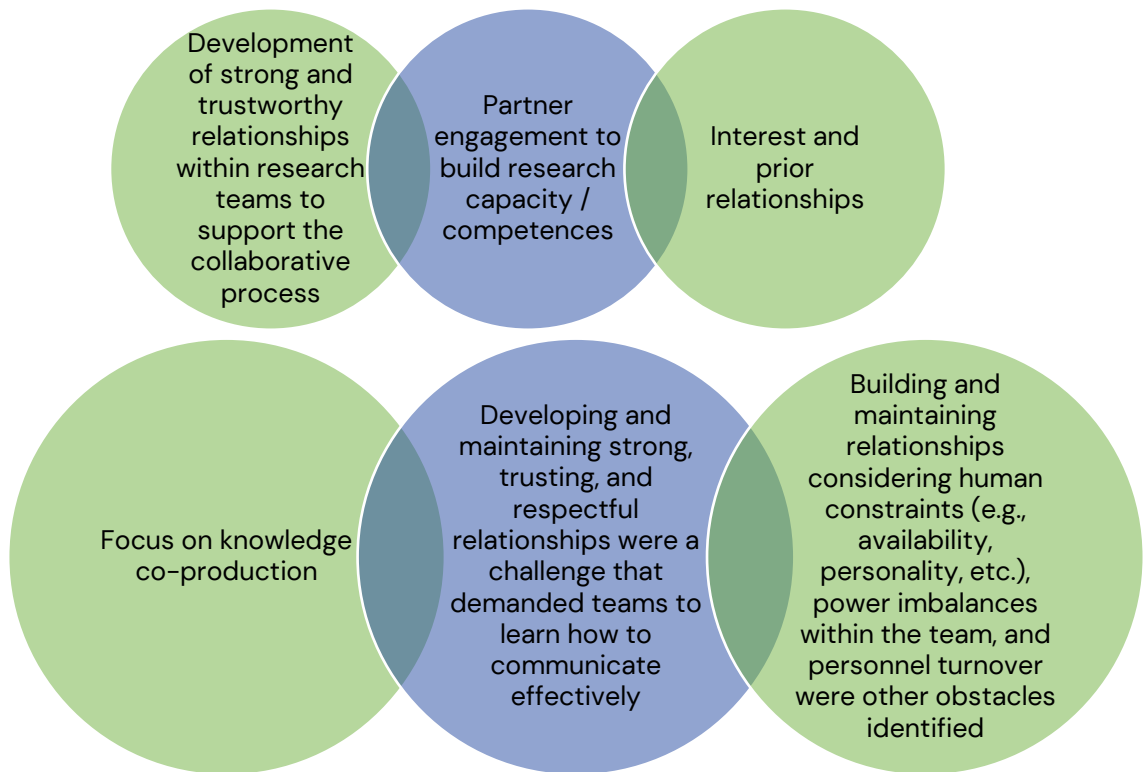 Development
of strong and
trustworthy
relationships
within research
teams to
support the
collaborative
process
Partner
engagement to
build research
capacity /
competences
Interest and
prior
relationships
Focus on knowledge
co-production
Developing and
maintaining strong,
trusting, and
respectful
relationships were a
challenge that
demanded teams to
learn how to
communicate
effectively
Building and
maintaining
relationships
considering human
constraints (e.g.,
availability,
personality, etc.),
power imbalances
within the team, and
personnel turnover
were other obstacles
identified